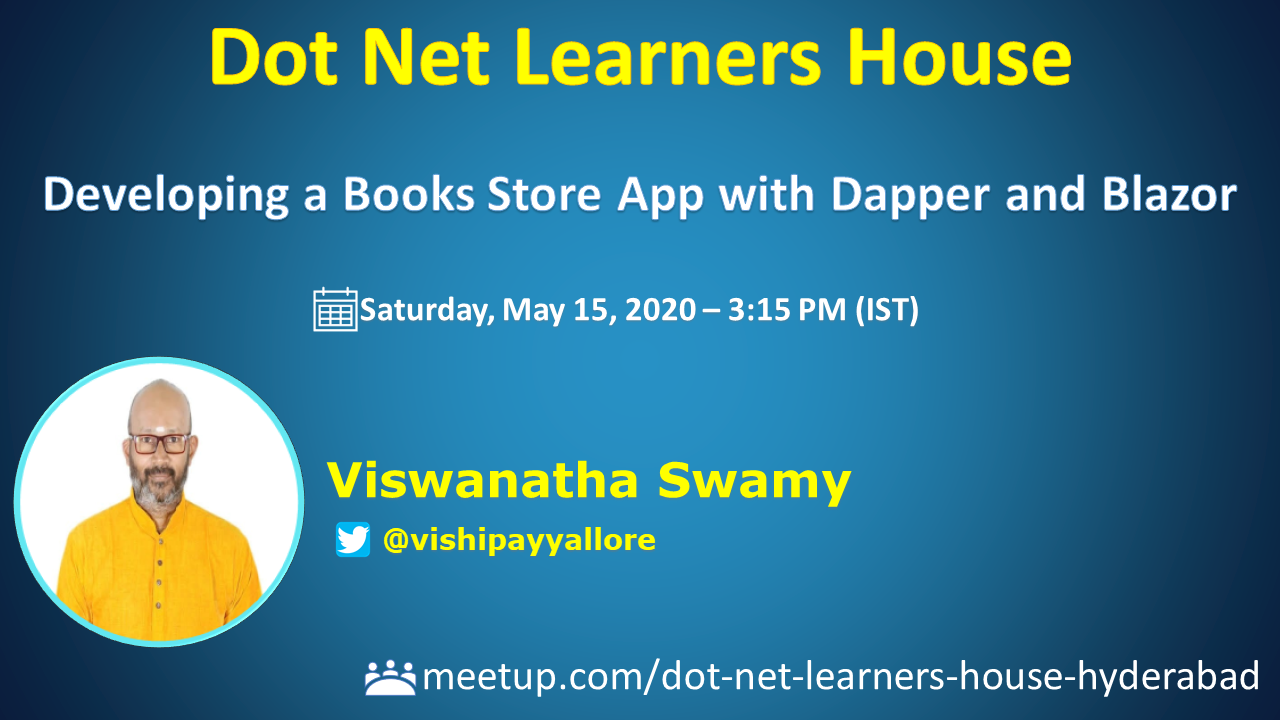 Dot Net Learners House
Developing a Books Store App with Dapper and Blazor
Saturday, May 15, 2020 – 3:15 PM (IST)
Viswanatha Swamy
@vishipayyallore
meetup.com/dot-net-learners-house-hyderabad